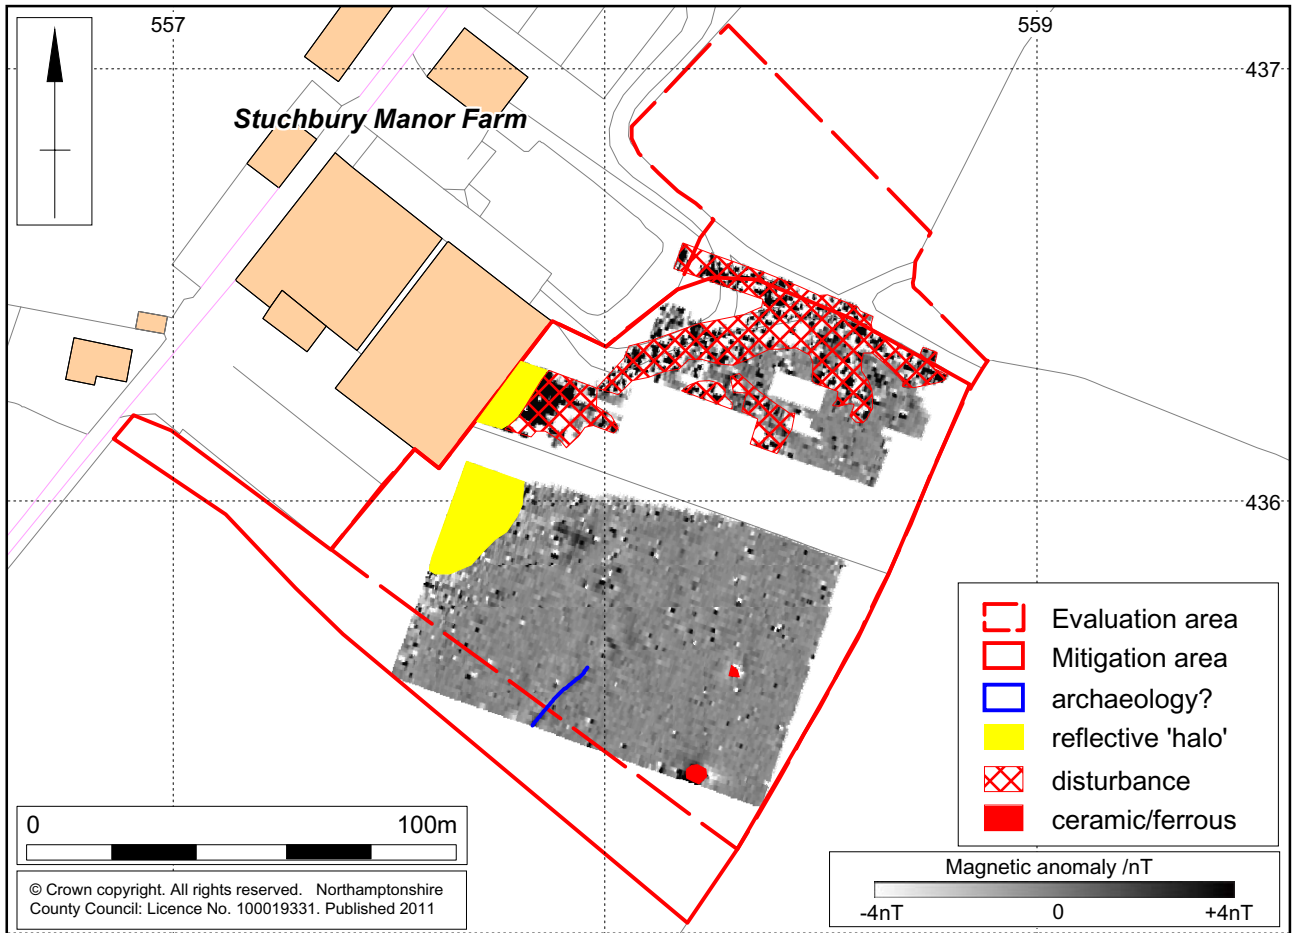 557
559
437
Stuchbury Manor Farm
436
Evaluation area
Mitigation area
archaeology?
reflective 'halo'
disturbance
ceramic/ferrous
0 100m
Magnetic anomaly /nT
-4nT 0 +4nT
© Crown copyright. All rights reserved. Northamptonshire
County Council: Licence No. 100019331. Published 2011